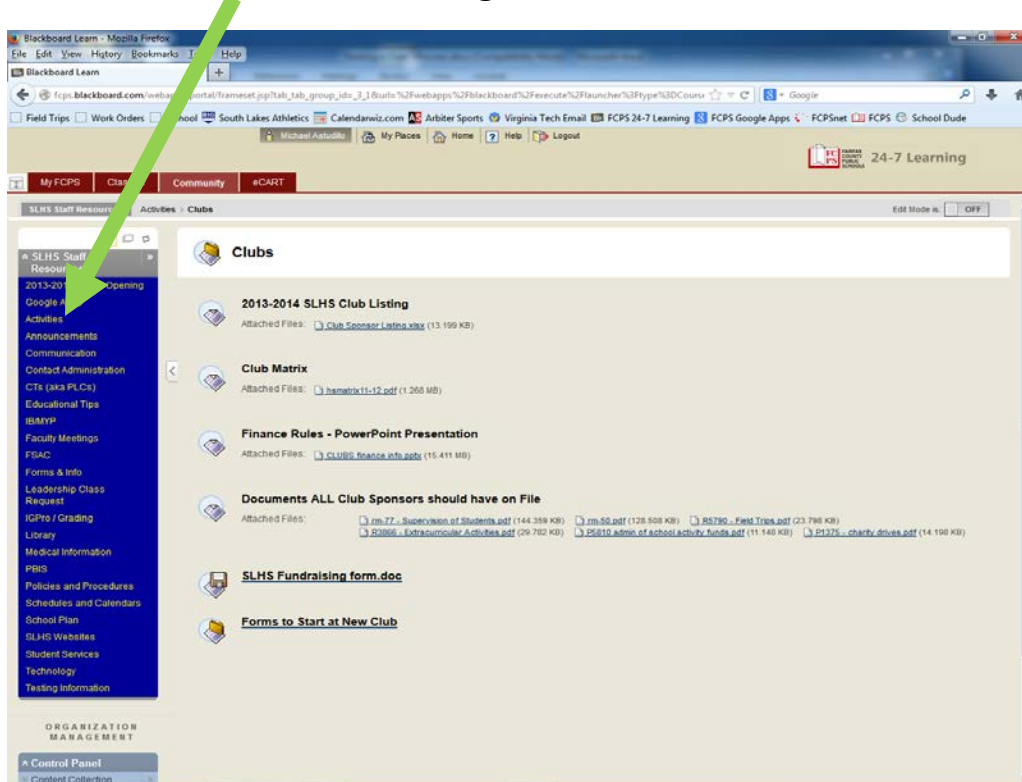 Blackboard Learn - Mozilla Firefox
File Edit View History Bookmarks Help
Blackboard Learn +
fcps.blackboard.com/
Google
Field Trips Work Orders South Lakes Athletics Calendarwiz.com Arbiter Sports Virginia Tech Email FCPS 24-7 Learning FCPS Google Apps FCPSnet FCPS School Dude
Michael Astudillo My Places Home Help Logout
FAIRFAX COUNTY PUBLIC SCHOOLS 24-7 Learning
My FCPS Community eCART
SLHS Staff Activities > Clubs Edit Mode is: OFF
SLHS Staff
Clubs
Opening
Google
Activities
Announcements
Communication
Contact Administration
CTs (aka PLCs)
Educational Tips
IB/MYP
Faculty Meetings
FSAC
Forms & Info
Leadership Class
Request
IGPro / Grading
Library
Medical Information
PBIS
Policies and Procedures
Schedules and Calendars
School Plan
SLHS Websites
Student Services
Technology
Testing Information
ORGANIZATION
MANAGEMENT
Control Panel
Content Collection
2013-2014 SLHS Club Listing
Attached Files: Club Sponsor Listing.xlsx (13.199 KB)
Club Matrix
Attached Files: hsmatrix11-12.pdf (1.268 MB)
Finance Rules - PowerPoint Presentation
Attached Files: CLUBS finance info.pptx (15.411 MB)
Documents ALL Club Sponsors should have on File
Attached Files: rm-77 - Supervision of Students.pdf (144.359 KB) rm-50.pdf (128.508 KB) R5790 - Field Trips.pdf (23.798 KB)
R3866 - Extracurricular Activities.pdf (29.782 KB) P5810 admin of school activity funds.pdf (11.148 KB) P1375 - charity drives.pdf (14.198 KB)
SLHS Fundraising form.doc
Forms to Start at New Club